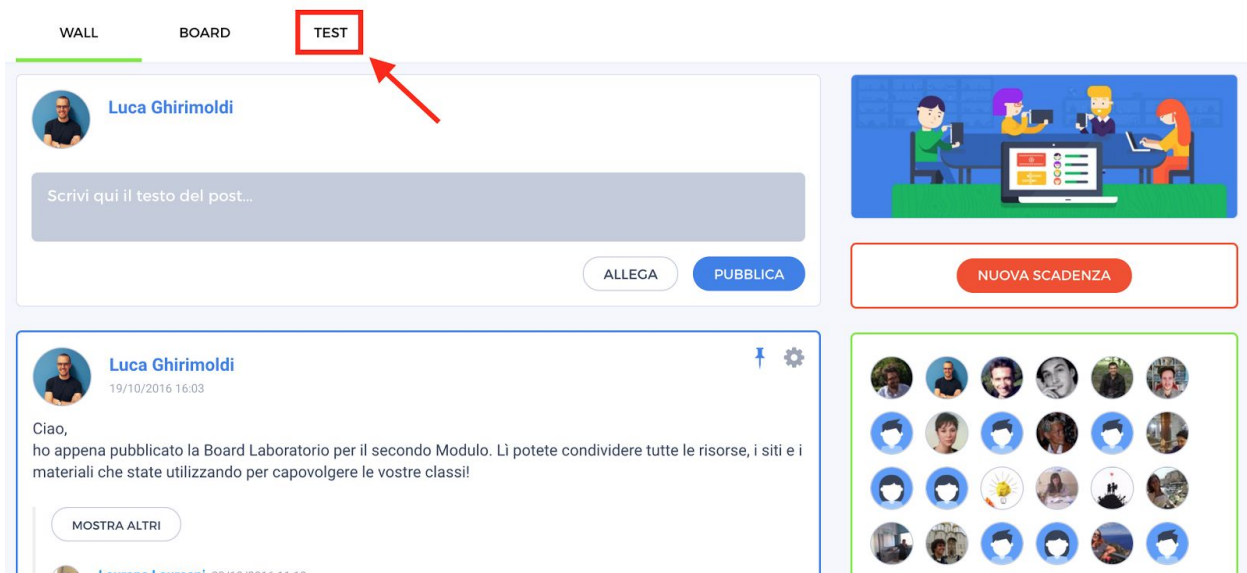 WALL BOARD TEST
Luca Ghirimoldi
Scrivi qui il testo del post...
ALLEGA PUBBLICA
NUOVA SCADENZA
Luca Ghirimoldi
19/10/2016 16:03
Ciao,
ho appena pubblicato la Board Laboratorio per il secondo Modulo. Lì potete condividere tutte le risorse, i siti e i
materiali che state utilizzando per capovolgere le vostre classi!
MOSTRA ALTRI